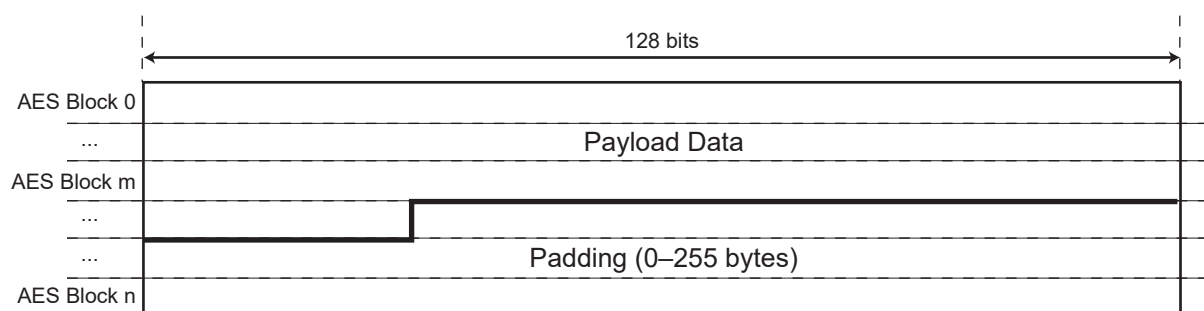 128 bits
AES Block 0
... Payload Data
AES Block m
...
... Padding (0–255 bytes)
AES Block n